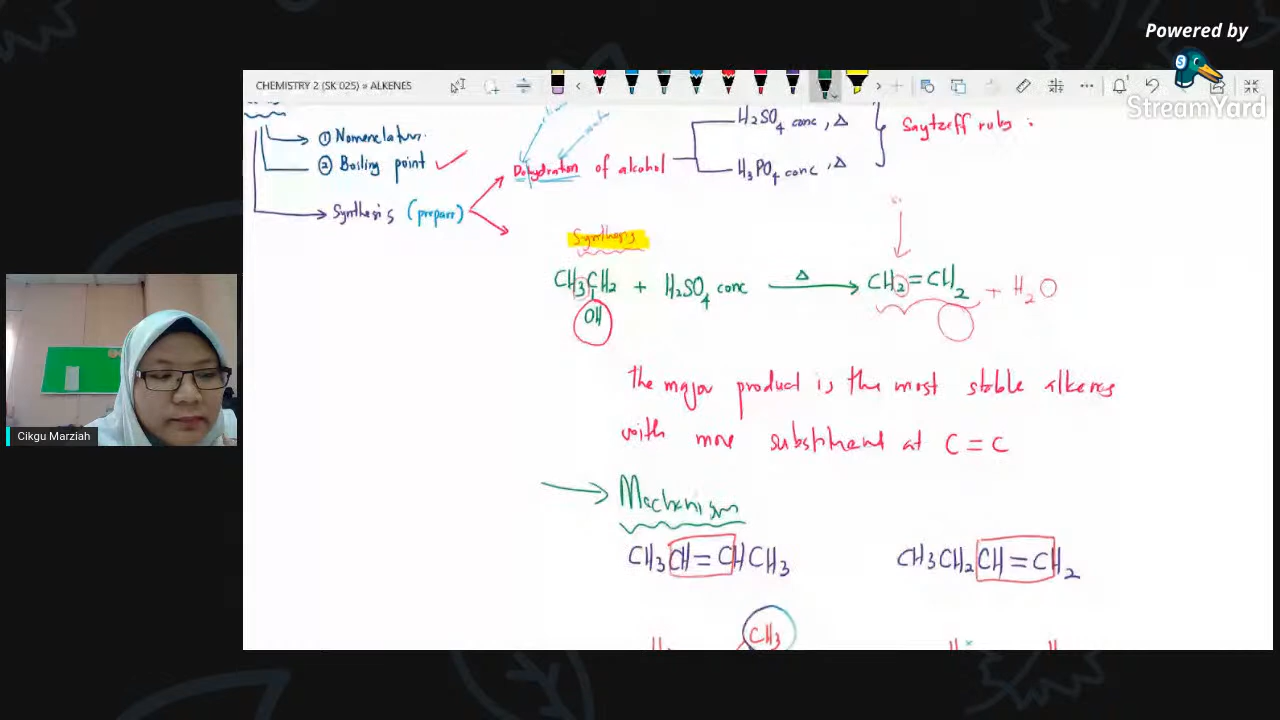 Powered by
StreamYard
CHEMISTRY 2 (SK 025) » ALKENES
① Nomenclature
② Boiling point
Synthesis (prepare)
Dehydration of alcohol
H2SO4 conc, Δ
H3PO4 conc, Δ
Saytzeff rules :
Synthesis
CH3CH2 + H2SO4 conc Δ CH2=CH2 + H2O
OH
The major product is the most stable alkenes
with more substituent at C=C
Mechanism
CH3CH=CHCH3 CH3CH2CH=CH2
CH3
Cikgu Marziah